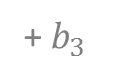 + b₃